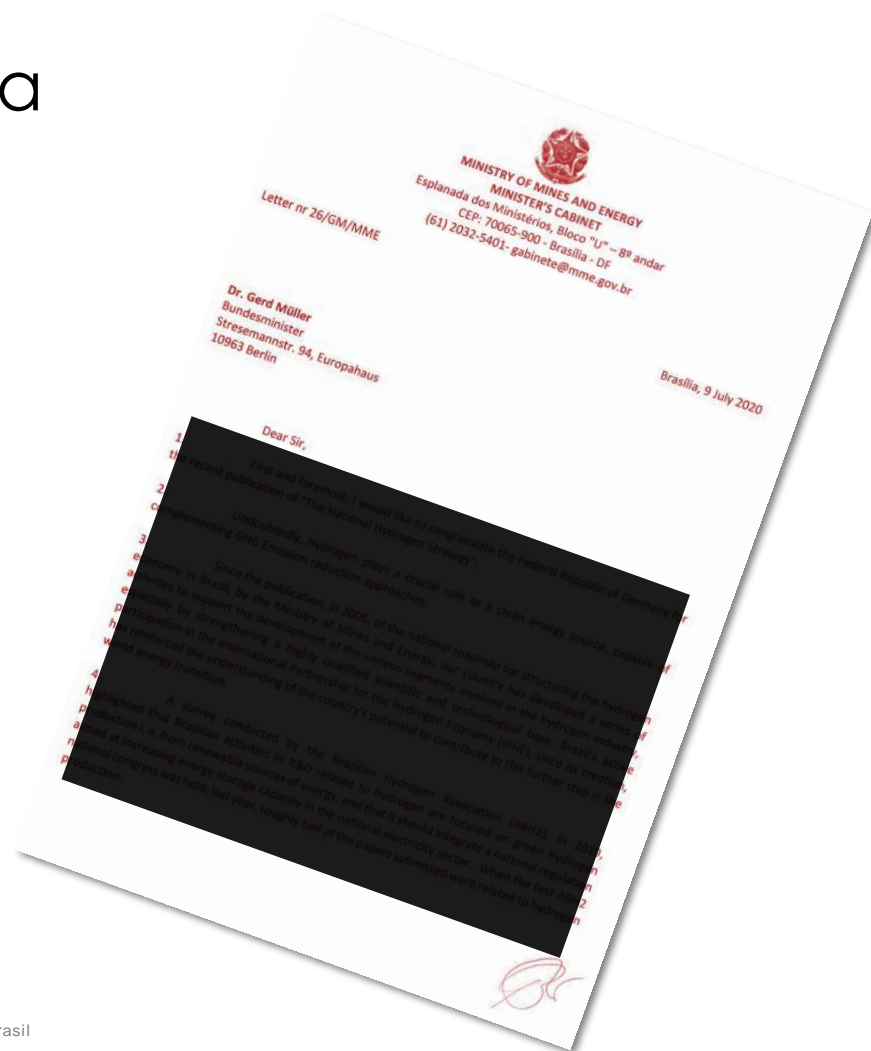 a
MINISTRY OF MINES AND ENERGY
MINISTER'S CABINET
Esplanada dos Ministérios, Bloco "U" – 8º andar
CEP: 70065-900 - Brasília - DF
(61) 2032-5401- gabinete@mme.gov.br
Letter nr 26/GM/MME
Dr. Gerd Müller
Bundesminister
Stresemannstr. 94, Europahaus
10963 Berlin
Brasília, 9 July 2020
Dear Sir,
1 First and foremost, I would like to congratulate the Federal Republic of Germany for
the recent publication of "The National Hydrogen Strategy".
2 Undoubtedly, hydrogen plays a crucial role as a clean energy source, capable of
complementing GHG Emission reduction approaches.
3 Since the publication, in 2005, of the national roadmap for structuring the hydrogen
economy in Brazil, by the Ministry of Mines and Energy, our country has developed a series of
activities to support the development of the various segments involved in the hydrogen industry,
especially by strengthening a highly qualified scientific and technological base. Brazil's active
participation in the International Partnership for the Hydrogen Economy (IPHE), since its creation,
has reinforced the understanding of the country's potential to contribute to this further step in the
world energy transition.
4 A survey conducted by the Brazilian Hydrogen Association (ABH2), in
highlighted that Brazilian activities in R&D related to hydrogen are focused on green hydrogen
production i. e. from renewable sources of energy, and that it should integrate a national regulation
aimed at increasing energy storage capacity in the national electricity sector. When the first ABH2
national congress was held, last year, roughly half of the papers submitted were related to hydrogen
production.
rasil